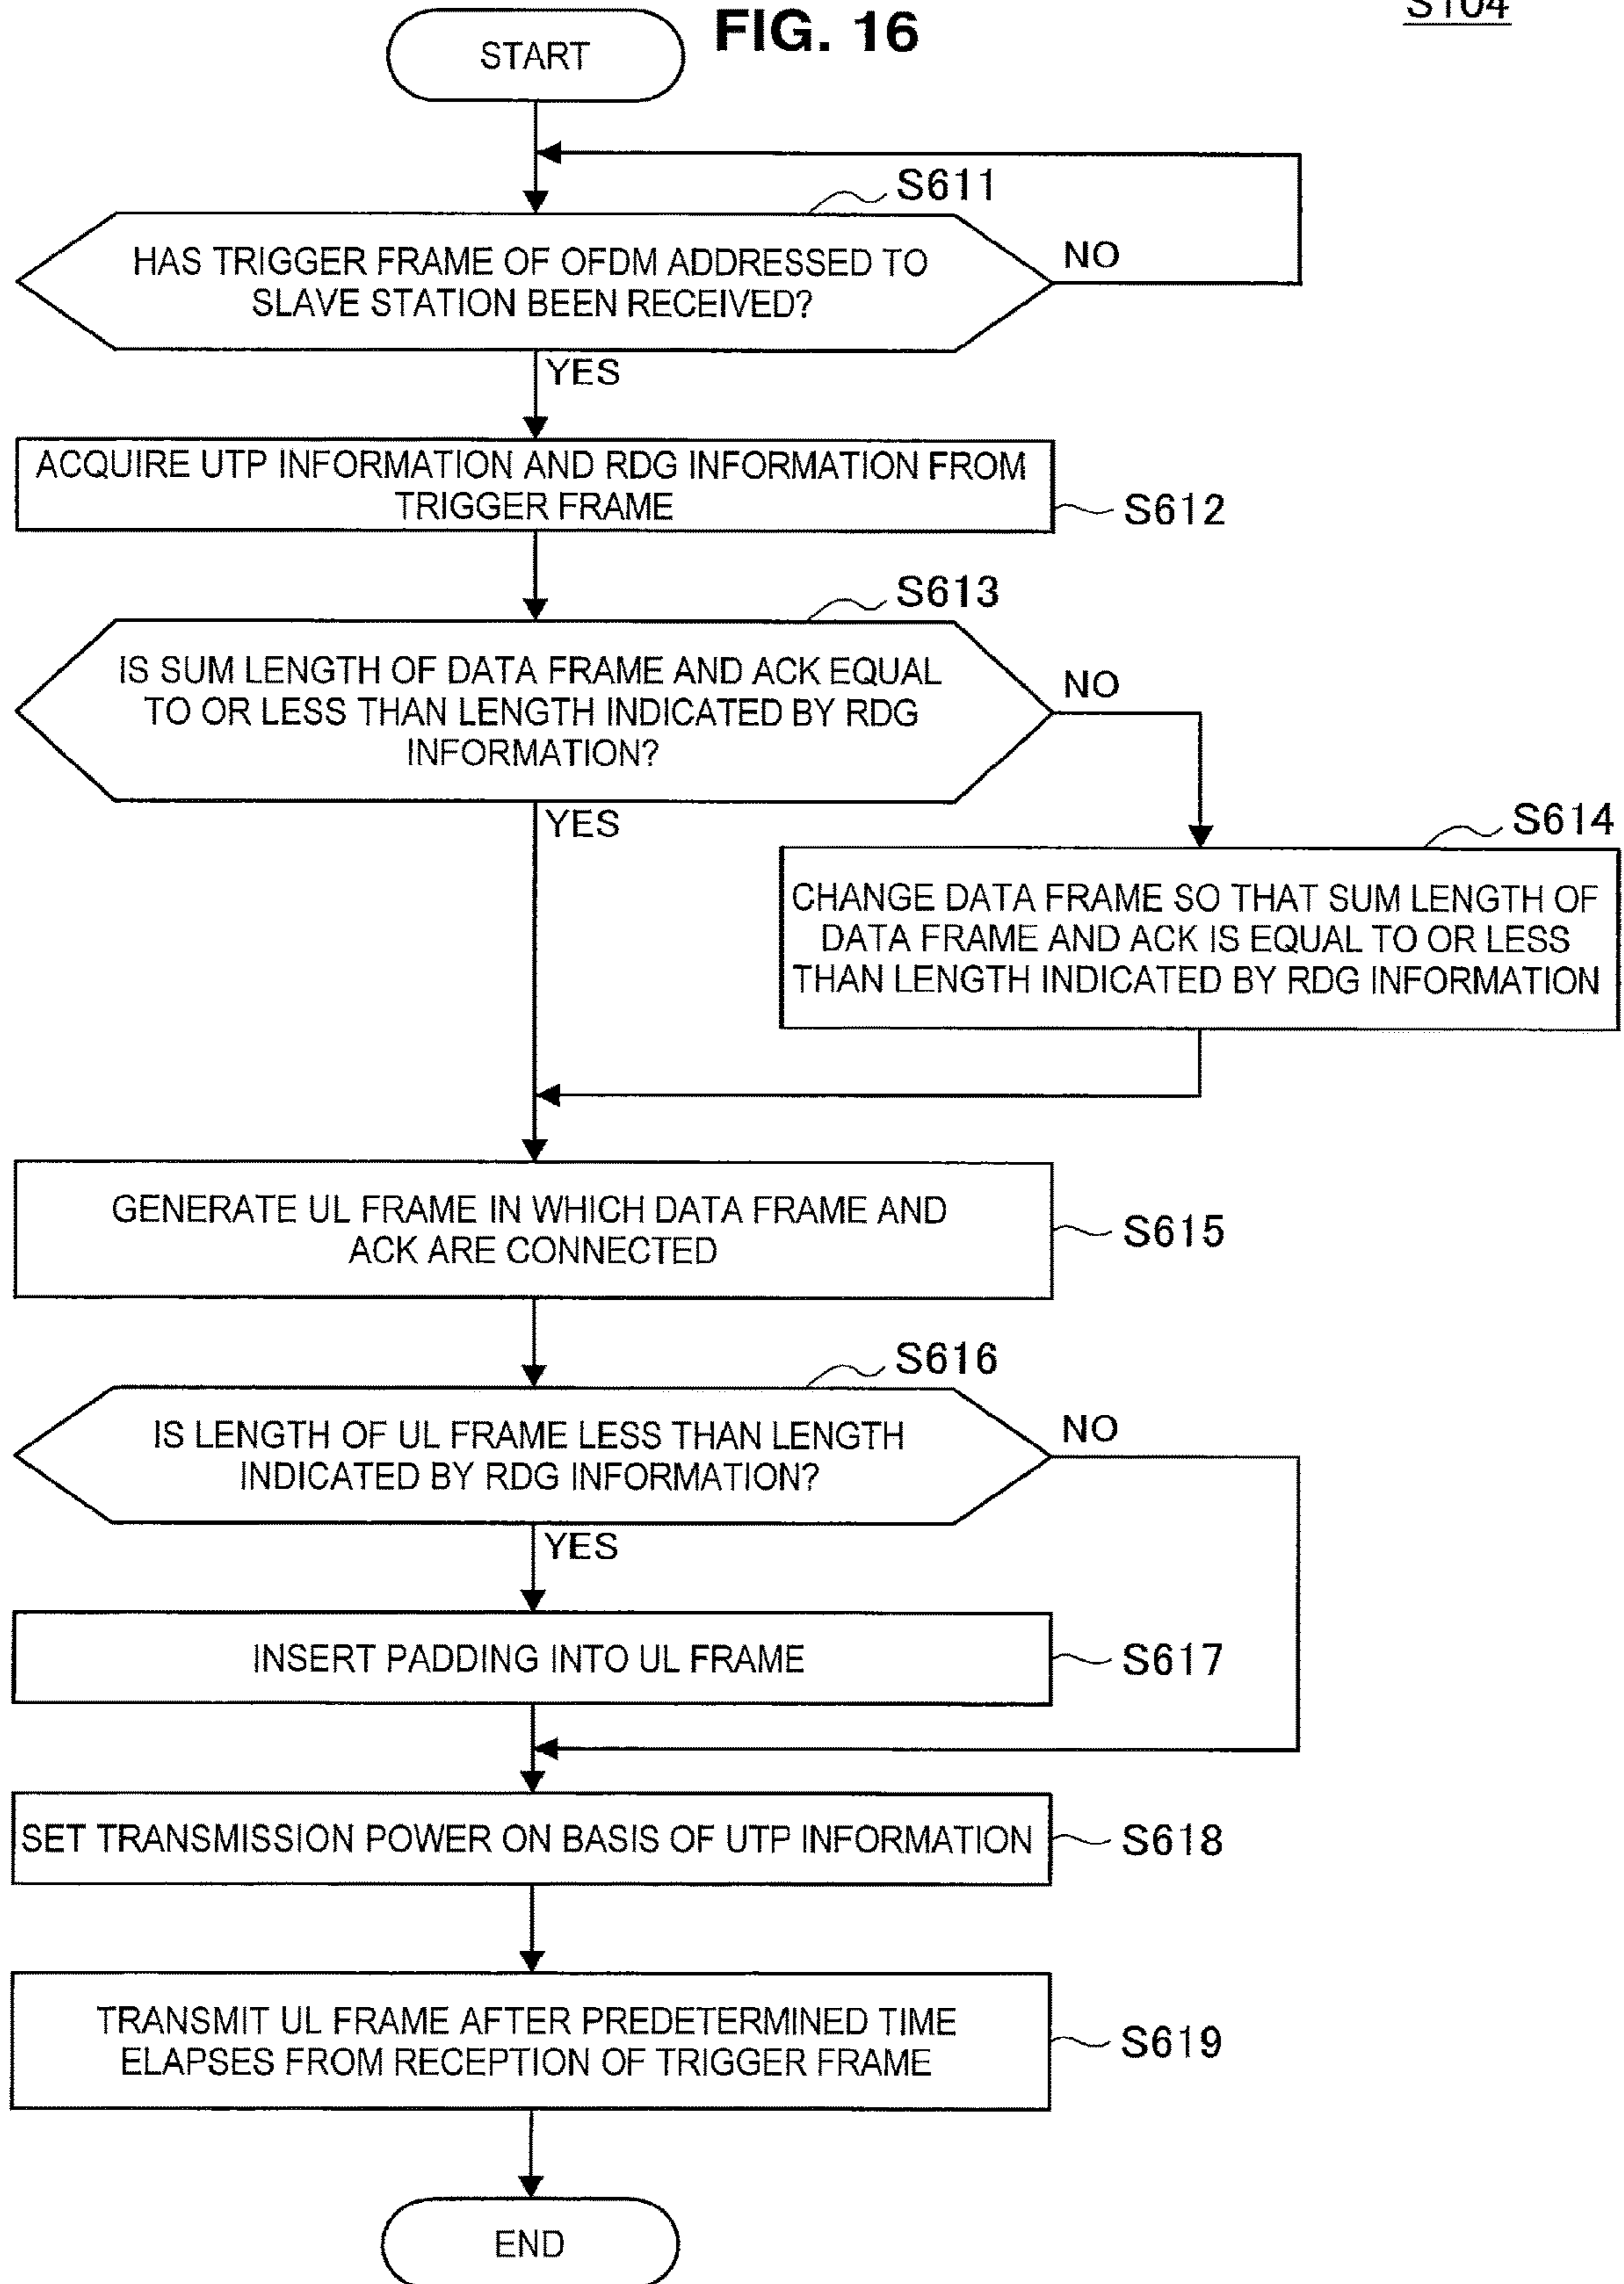 FIG. 16
S104
START
S611
HAS TRIGGER FRAME OF OFDM ADDRESSED TO
SLAVE STATION BEEN RECEIVED?
NO
YES
ACQUIRE UTP INFORMATION AND RDG INFORMATION FROM
TRIGGER FRAME
S612
S613
IS SUM LENGTH OF DATA FRAME AND ACK EQUAL
TO OR LESS THAN LENGTH INDICATED BY RDG
INFORMATION?
NO
YES
S614
CHANGE DATA FRAME SO THAT SUM LENGTH OF
DATA FRAME AND ACK IS EQUAL TO OR LESS
THAN LENGTH INDICATED BY RDG INFORMATION
GENERATE UL FRAME IN WHICH DATA FRAME AND
ACK ARE CONNECTED
S615
S616
IS LENGTH OF UL FRAME LESS THAN LENGTH
INDICATED BY RDG INFORMATION?
NO
YES
INSERT PADDING INTO UL FRAME
S617
SET TRANSMISSION POWER ON BASIS OF UTP INFORMATION
S618
TRANSMIT UL FRAME AFTER PREDETERMINED TIME
ELAPSES FROM RECEPTION OF TRIGGER FRAME
S619
END